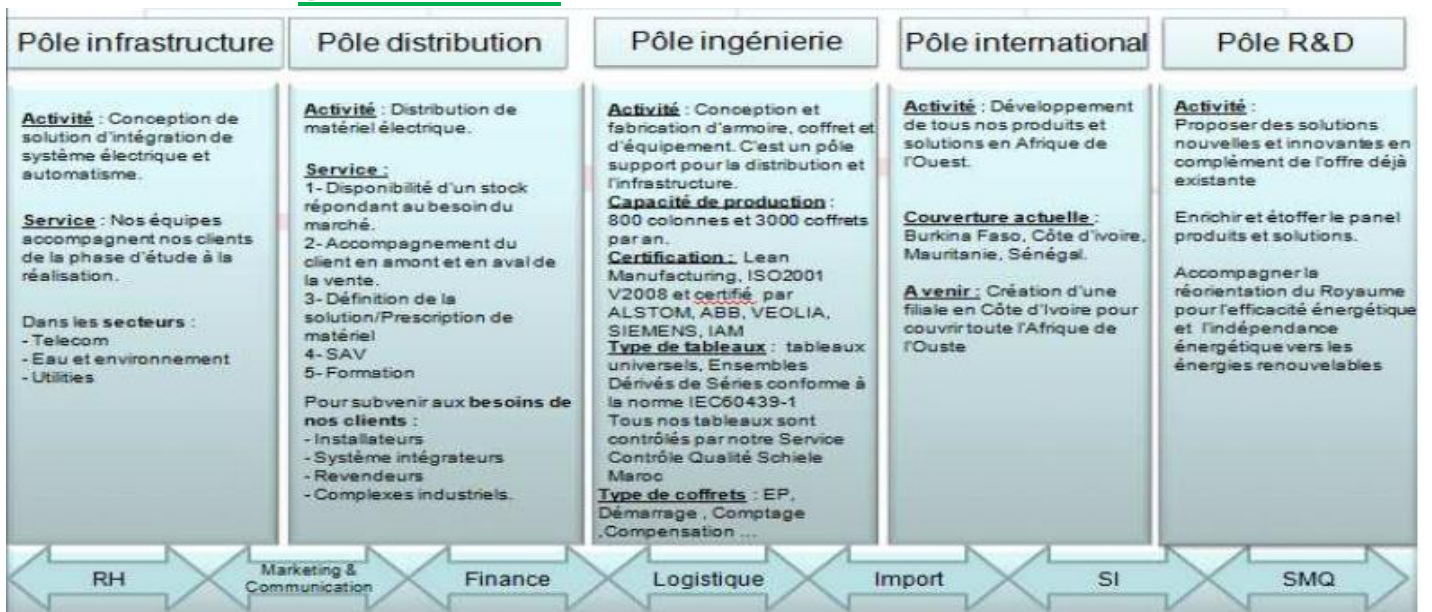 Pôle infrastructure
Activité : Conception de
solution d'intégration de
système électrique et
automatisme.
Service : Nos équipes
accompagnent nos clients
de la phase d'étude à la
réalisation.
Dans les secteurs :
- Telecom
- Eau et environnement
- Utilities
Pôle distribution
Activité : Distribution de
matériel électrique.
Service :
1- Disponibilité d'un stock
répondant au besoin du
marché.
2- Accompagnement du
client en amont et en aval de
la vente.
3- Définition de la
solution/Prescription de
matériel
4- SAV
5- Formation
Pour subvenir aux besoins de
nos clients :
- Installateurs
- Système intégrateurs
- Revendeurs
- Complexes industriels.
Pôle ingénierie
Activité : Conception et
fabrication d'armoire, coffret et
d'équipement. C'est un pôle
support pour la distribution et
l'infrastructure.
Capacité de production :
800 colonnes et 3000 coffrets
par an.
Certification : Lean
Manufacturing, ISO2001
V2008 et certifié par
ALSTOM, ABB, VEOLIA,
SIEMENS, IAM
Type de tableaux : tableaux
universels, Ensembles
Dérivés de Séries conforme à
la norme IEC60439-1
Tous nos tableaux sont
contrôlés par notre Service
Contrôle Qualité Schiele
Maroc
Type de coffrets : EP,
Démarrage , Comptage
,Compensation ...
Pôle international
Activité : Développement
de tous nos produits et
solutions en Afrique de
l'Ouest.
Couverture actuelle :
Burkina Faso, Côte d'ivoire,
Mauritanie, Sénégal.
A venir : Création d'une
filiale en Côte d'Ivoire pour
couvrir toute l'Afrique de
l'Ouste
Pôle R&D
Activité :
Proposer des solutions
nouvelles et innovantes en
complément de l'offre déjà
existante
Enrichir et étoffer le panel
produits et solutions.
Accompagner la
réorientation du Royaume
pour l'efficacité énergétique
et l'indépendance
énergétique vers les
énergies renouvelables
RH
Marketing &
Communication
Finance
Logistique
Import
SI
SMQ